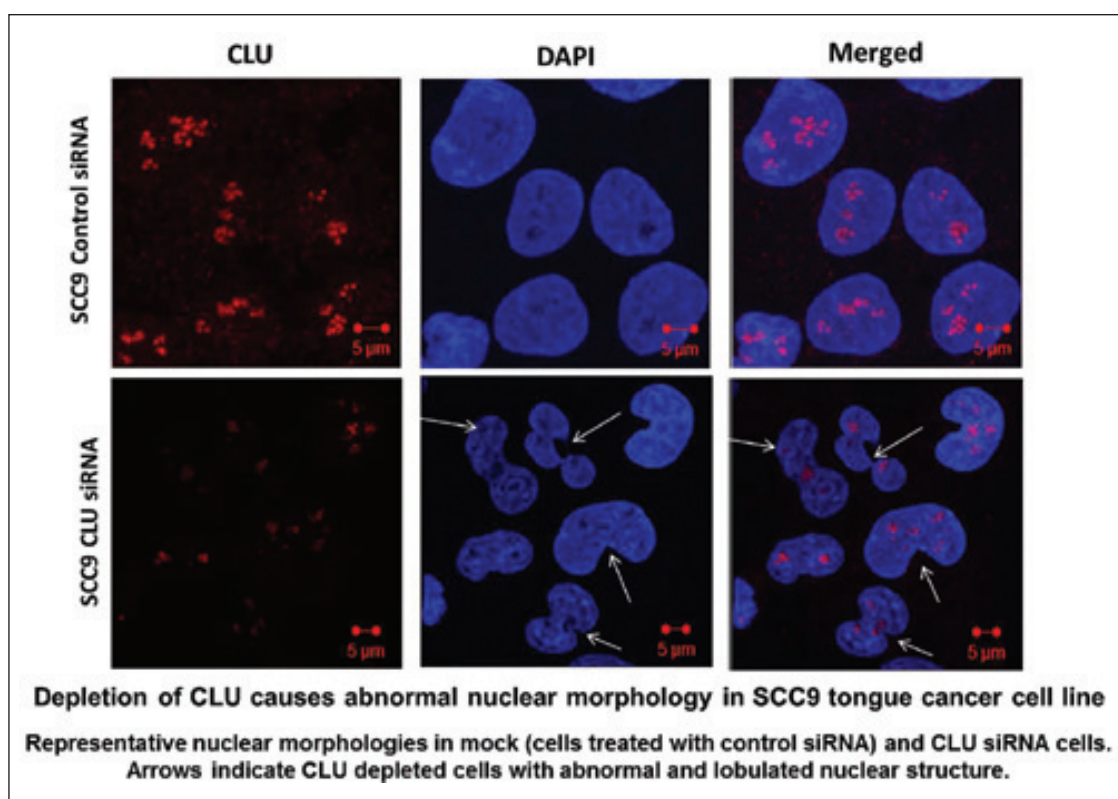 CLU DAPI Merged
SCC9 Control siRNA
5 µm 5 µm 5 µm
SCC9 CLU siRNA
5 µm 5 µm 5 µm
Depletion of CLU causes abnormal nuclear morphology in SCC9 tongue cancer cell line
Representative nuclear morphologies in mock (cells treated with control siRNA) and CLU siRNA cells.
Arrows indicate CLU depleted cells with abnormal and lobulated nuclear structure.